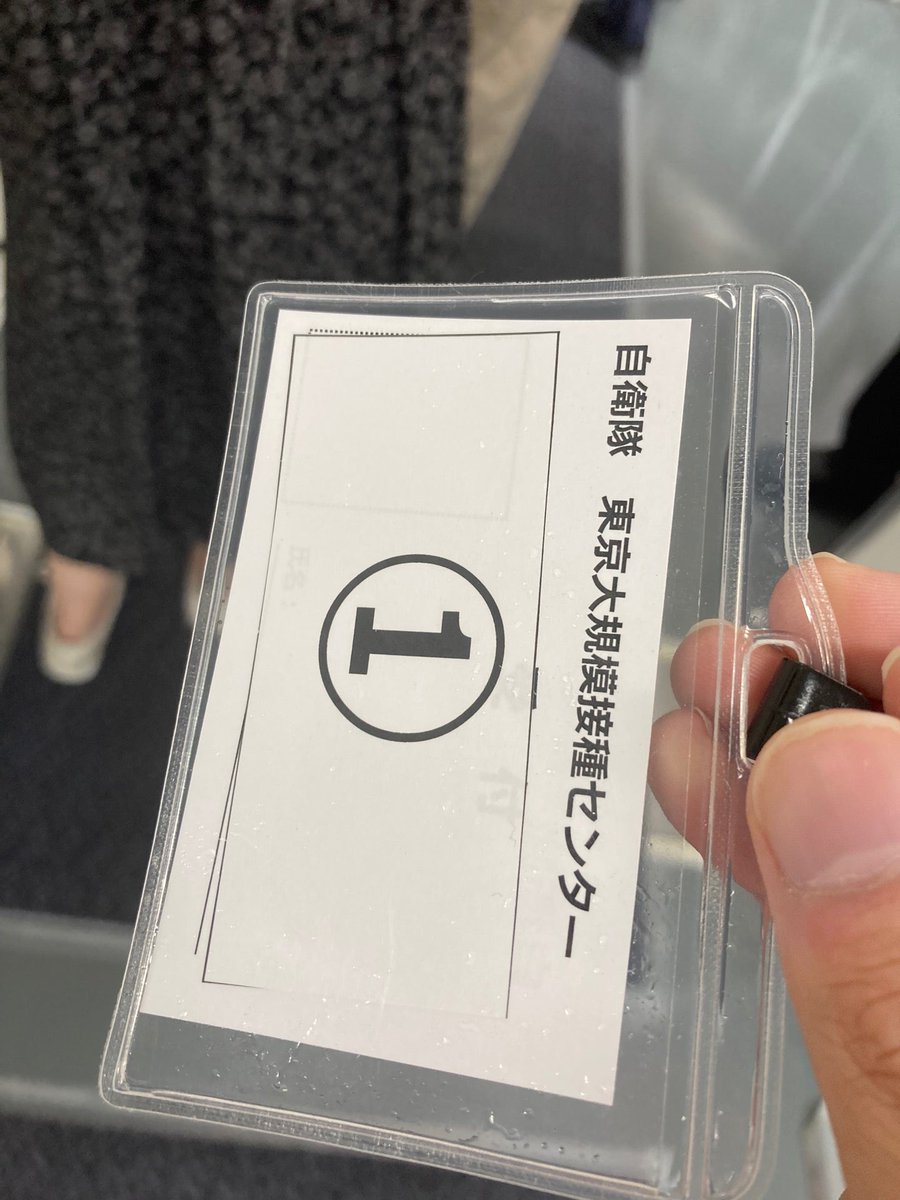 自衛隊　東京大規模接種センター
①